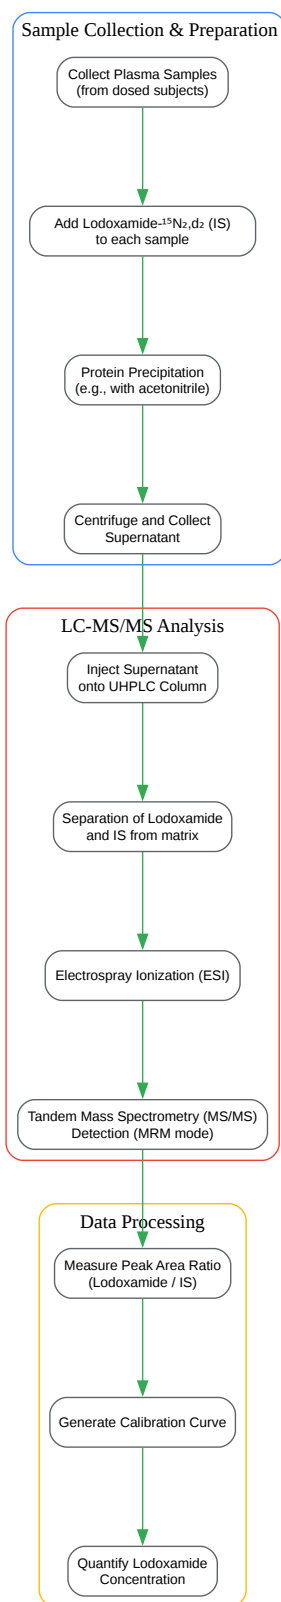 Sample Collection & Preparation
Collect Plasma Samples
(from dosed subjects)
Add Lodoxamide-¹⁵N₂,d₂ (IS)
to each sample
Protein Precipitation
(e.g., with acetonitrile)
Centrifuge and Collect
Supernatant
LC-MS/MS Analysis
Inject Supernatant
onto UHPLC Column
Separation of Lodoxamide
and IS from matrix
Electrospray Ionization (ESI)
Tandem Mass Spectrometry (MS/MS)
Detection (MRM mode)
Data Processing
Measure Peak Area Ratio
(Lodoxamide / IS)
Generate Calibration Curve
Quantify Lodoxamide
Concentration